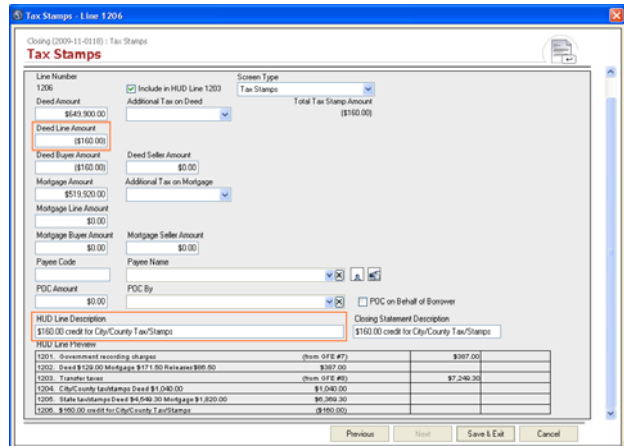 Tax Stamps - Line 1206
Closing (2009-11-0118) : Tax Stamps
Tax Stamps
Line Number
Screen Type
1206
Include in HUD Line 1203
Tax Stamps
Deed Amount
Additional Tax on Deed
Total Tax Stamp Amount
$649,900.00
($160.00)
Deed Line Amount
($160.00)
Deed Buyer Amount
Deed Seller Amount
($160.00)
$0.00
Mortgage Amount
Additional Tax on Mortgage
$519,920.00
Mortgage Line Amount
$0.00
Mortgage Buyer Amount
Mortgage Seller Amount
$0.00
$0.00
Payee Code
Payee Name
POC Amount
POC By
$0.00
POC on Behalf of Borrower
HUD Line Description
Closing Statement Description
$160.00 credit for City/County Tax/Stamps
$160.00 credit for City/County Tax/Stamps
HUD Line Preview
1201. Government recording charges (from GFE #7) $387.00
1202. Deed $129.00 Mortgage $171.50 Releases $86.50 $387.00
1203. Transfer taxes (from GFE #8) $7,249.30
1204. City/County tax/stamps Deed $1,040.00 $1,040.00
1205. State tax/stamps Deed $4,549.30 Mortgage $1,820.00 $6,369.30
1206. $160.00 credit for City/County Tax/Stamps ($160.00)
Previous
Next
Save & Exit
Cancel